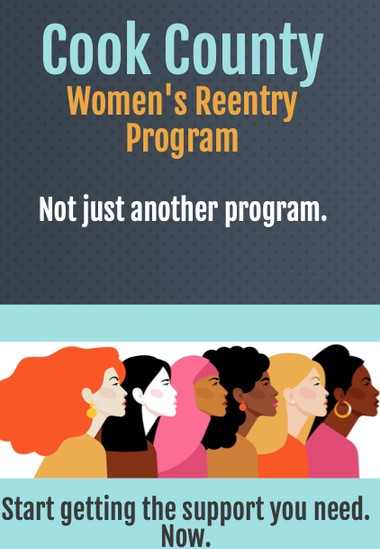 Cook County
Women's Reentry
Program
Not just another program.
Start getting the support you need.
Now.